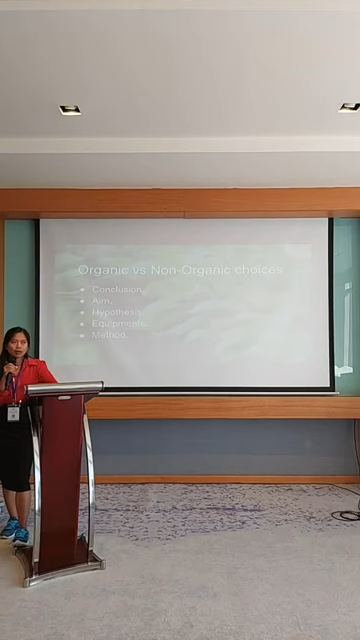 Organic vs Non-Organic choices
● Conclusion.
● Aim.
● Hypothesis
● Equipments.
● Method.